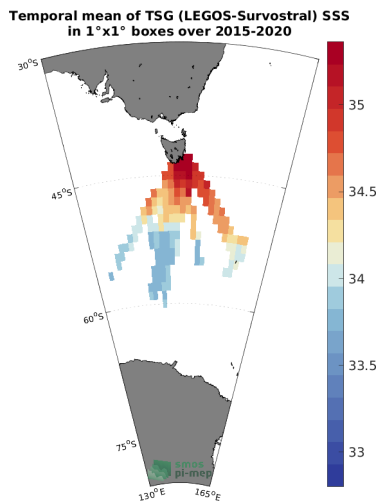 Temporal mean of TSG (LEGOS-Survostral) SSS
in 1°x1° boxes over 2015-2020
30°S
45°S
60°S
75°S
130°E
165°E
35
34.5
34
33.5
33
smos
pi-mep